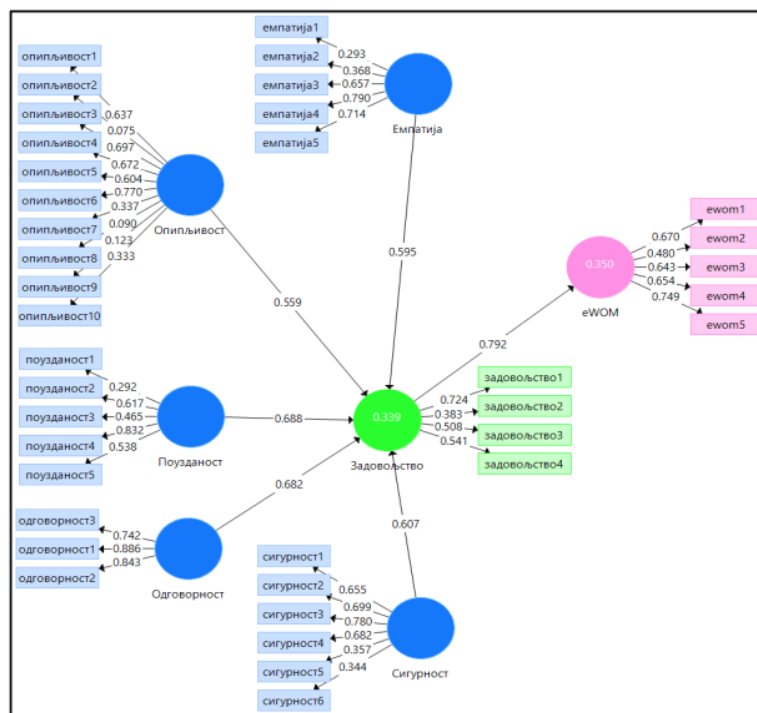 опипљивост1
опипљивост2
опипљивост3
опипљивост4
опипљивост5
опипљивост6
опипљивост7
опипљивост8
опипљивост9
опипљивост10
0.637
0.075
0.697
0.672
0.604
0.770
0.337
0.090
0.123
0.333
Опипљивост
емпатија1
емпатија2
емпатија3
емпатија4
емпатија5
0.293
0.368
0.657
0.790
0.714
Емпатија
0.595
0.559
0.350
eWOM
0.670
0.480
0.643
0.654
0.749
ewom1
ewom2
ewom3
ewom4
ewom5
0.792
поузданост1
поузданост2
поузданост3
поузданост4
поузданост5
0.292
0.617
0.465
0.832
0.538
Поузданост
0.688
0.339
Задовољство
0.724
0.383
0.508
0.541
задовољство1
задовољство2
задовољство3
задовољство4
0.682
одговорност3
одговорност1
одговорност2
0.742
0.886
0.843
Одговорност
0.607
сигурност1
сигурност2
сигурност3
сигурност4
сигурност5
сигурност6
0.655
0.699
0.780
0.682
0.357
0.344
Сигурност